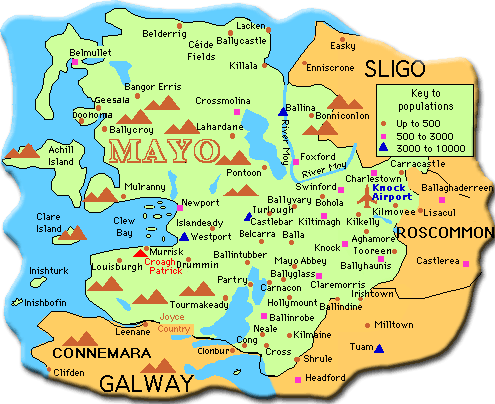 Belderrig
Lacken
Céide
Fields
Ballycastle
Easky
Belmullet
Killala
Enniscrone
SLIGO
Bangor Erris
Key to
populations
Up to 500
500 to 3000
3000 to 10000
Geesala
Crossmolina
Ballina
Bonniconlon
Doohoma
Ballycroy
Lahardane
River Moy
MAYO
Achill
Island
Pontoon
Foxford
River Moy
Carracastle
Charlestown
Mulranny
Swinford
Knock
Airport
Ballaghaderreen
Newport
Ballyvary
Bohola
Clare
Island
Clew
Bay
Islandeady
Turlough
Castlebar
Kiltimagh
Kilkelly
Kilmovee
Lisacul
Westport
Belcarra
Balla
Knock
Aghamore
ROSCOMMON
Murrisk
Croagh
Patrick
Tooreen
Louisburgh
Drummin
Ballintubber
Mayo Abbey
Ballyhaunis
Castlerea
Inishturk
Ballyglass
Partry
Carnacon
Claremorris
Inishbofin
Tourmakeady
Hollymount
Ballindine
Irishtown
Joyce
Country
Ballinrobe
Leenane
Neale
Kilmaine
Milltown
CONNEMARA
Clonbur
Cong
Cross
Shrule
Tuam
Clifden
GALWAY
Headford